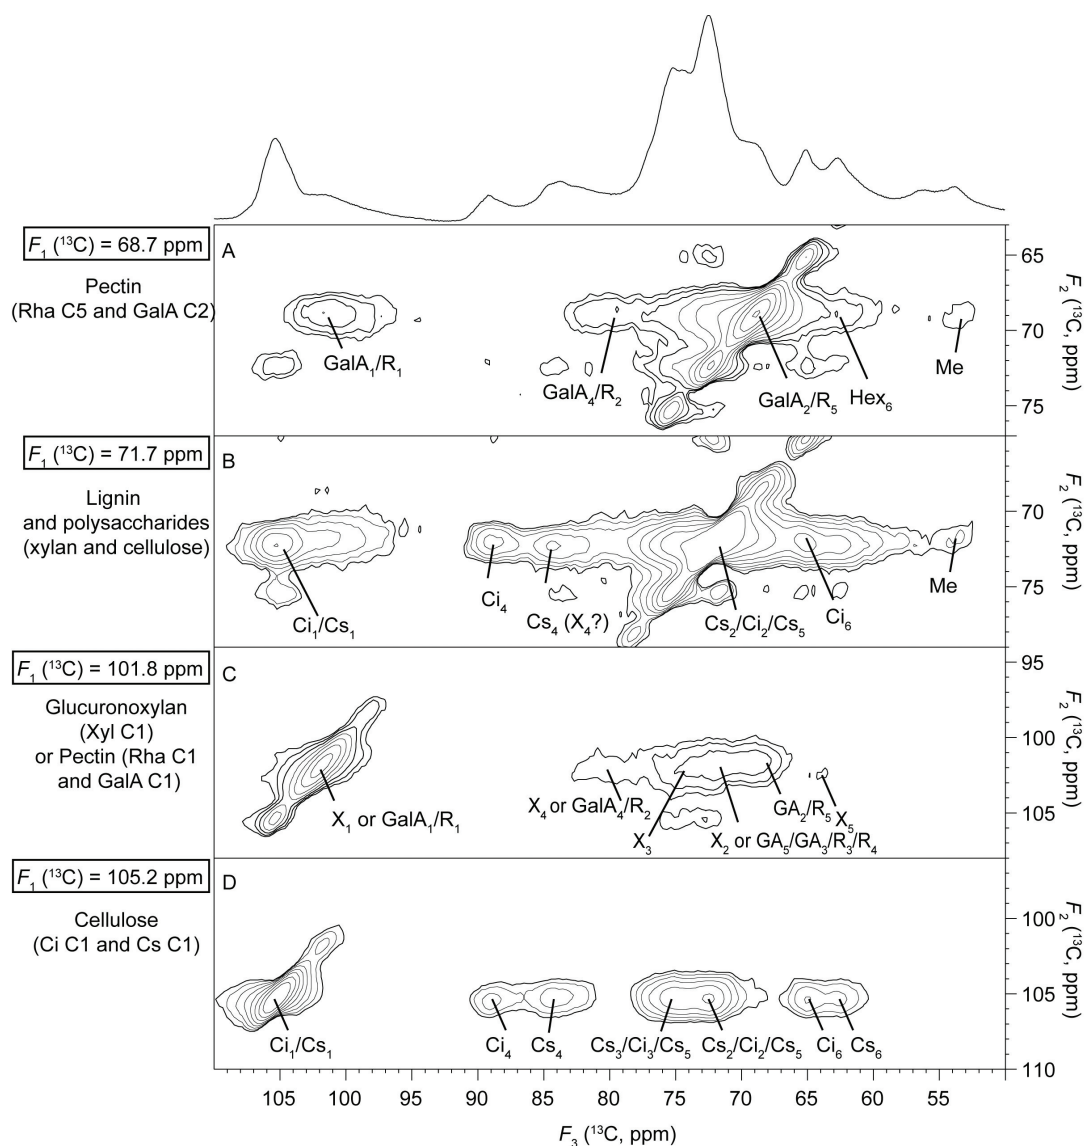 F₁ (¹³C) = 68.7 ppm
Pectin
(Rha C5 and GalA C2)
A
GalA₁/R₁
GalA₄/R₂
GalA₂/R₅
Hex₆
Me
65
70
75
F₂ (¹³C, ppm)
F₁ (¹³C) = 71.7 ppm
Lignin
and polysaccharides
(xylan and cellulose)
B
Ci₁/Cs₁
Ci₄
Cs₄ (X₄?)
Cs₂/Ci₂/Cs₅
Ci₆
Me
70
75
F₂ (¹³C, ppm)
F₁ (¹³C) = 101.8 ppm
Glucuronoxylan
(Xyl C1)
or Pectin (Rha C1
and GalA C1)
C
X₁ or GalA₁/R₁
X₄ or GalA₄/R₂
X₃
GA₂/R₅
X₅
X₂ or GA₅/GA₃/R₃/R₄
95
100
105
F₂ (¹³C, ppm)
F₁ (¹³C) = 105.2 ppm
Cellulose
(Ci C1 and Cs C1)
D
Ci₁/Cs₁
Ci₄
Cs₄
Cs₃/Ci₃/Cs₅
Cs₂/Ci₂/Cs₅
Ci₆
Cs₆
100
105
110
F₂ (¹³C, ppm)
105 100 95 90 85 80 75 70 65 60 55
F₃ (¹³C, ppm)